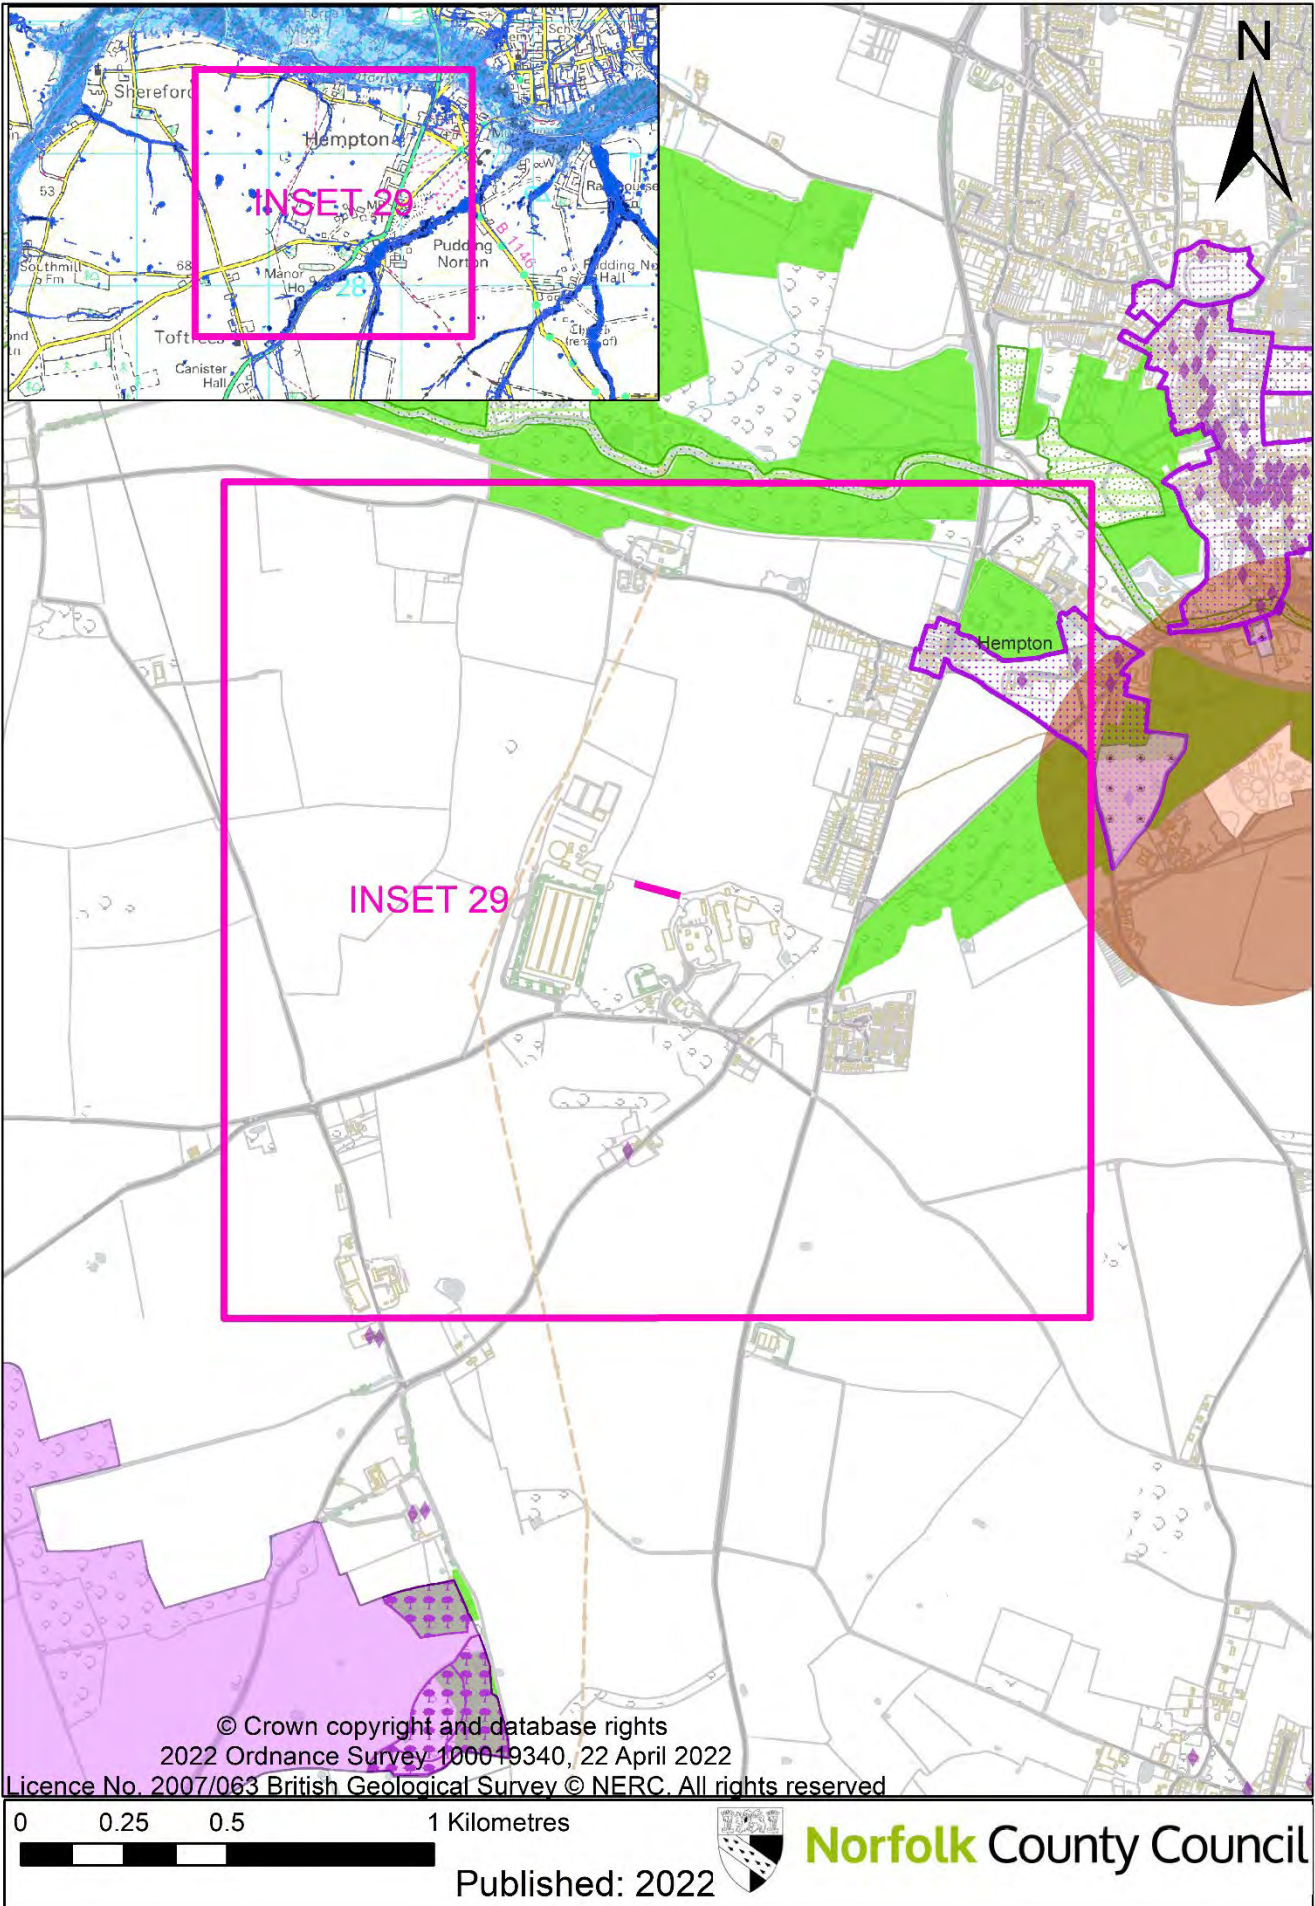 N
Shereford
Hempton
INSET 29
53
68
Southmill
Fm
Manor
Ho
28
Pudding
Norton
B 1146
Hall
Canister
Hall
Hempton
INSET 29
© Crown copyright and database rights
2022 Ordnance Survey 100019340, 22 April 2022
Licence No. 2007/063 British Geological Survey © NERC. All rights reserved
0 0.25 0.5 1 Kilometres
Published: 2022
Norfolk County Council